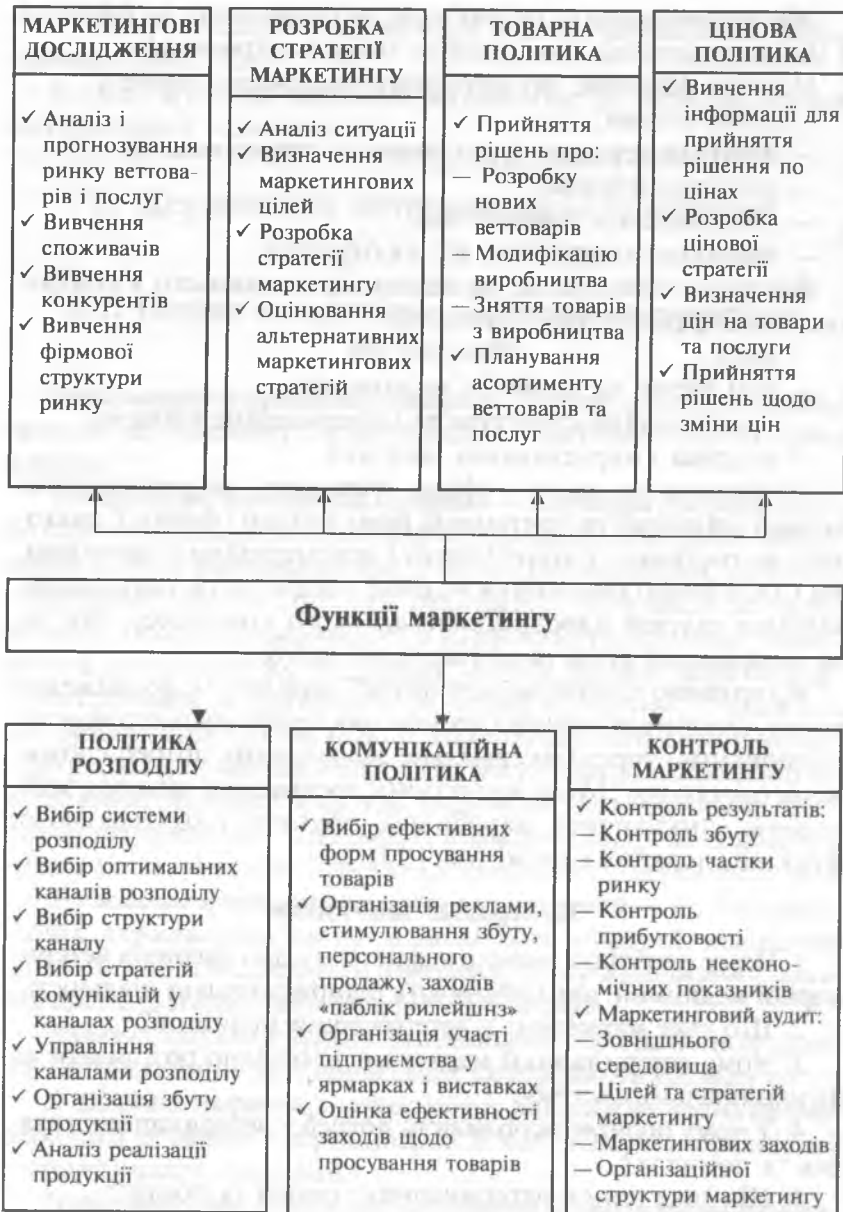 МАРКЕТИНГОВІ
ДОСЛІДЖЕННЯ
✓ Аналіз і
прогнозування
ринку веттова-
рів і послуг
✓ Вивчення
споживачів
✓ Вивчення
конкурентів
✓ Вивчення
фірмової
структури
ринку
РОЗРОБКА
СТРАТЕГІЇ
МАРКЕТИНГУ
✓ Аналіз ситуації
✓ Визначення
маркетингових
цілей
✓ Розробка
стратегії
маркетингу
✓ Оцінювання
альтернативних
маркетингових
стратегій
ТОВАРНА
ПОЛІТИКА
✓ Прийняття
рішень про:
— Розробку
нових
веттоварів
— Модифікацію
виробництва
— Зняття товарів
з виробництва
✓ Планування
асортименту
веттоварів та
послуг
ЦІНОВА
ПОЛІТИКА
✓ Вивчення
інформації для
прийняття
рішення по
цінах
✓ Розробка
цінової
стратегії
✓ Визначення
цін на товари
та послуги
✓ Прийняття
рішень щодо
зміни цін
Функції маркетингу
ПОЛІТИКА
РОЗПОДІЛУ
✓ Вибір системи
розподілу
✓ Вибір оптимальних
каналів розподілу
✓ Вибір структури
каналу
✓ Вибір стратегій
комунікацій у
каналах розподілу
✓ Управління
каналами розподілу
✓ Організація збуту
продукції
✓ Аналіз реалізації
продукції
КОМУНІКАЦІЙНА
ПОЛІТИКА
✓ Вибір ефективних
форм просування
товарів
✓ Організація реклами,
стимулювання збуту,
персонального
продажу, заходів
«паблік рилейшнз»
✓ Організація участі
підприємства у
ярмарках і виставках
✓ Оцінка ефективності
заходів щодо
просування товарів
КОНТРОЛЬ
МАРКЕТИНГУ
✓ Контроль результатів:
— Контроль збуту
— Контроль частки
ринку
— Контроль
прибутковості
— Контроль нееконо-
мічних показників
✓ Маркетинговий аудит:
— Зовнішнього
середовища
— Цілей та стратегій
маркетингу
— Маркетингових заходів
— Організаційної
структури маркетингу